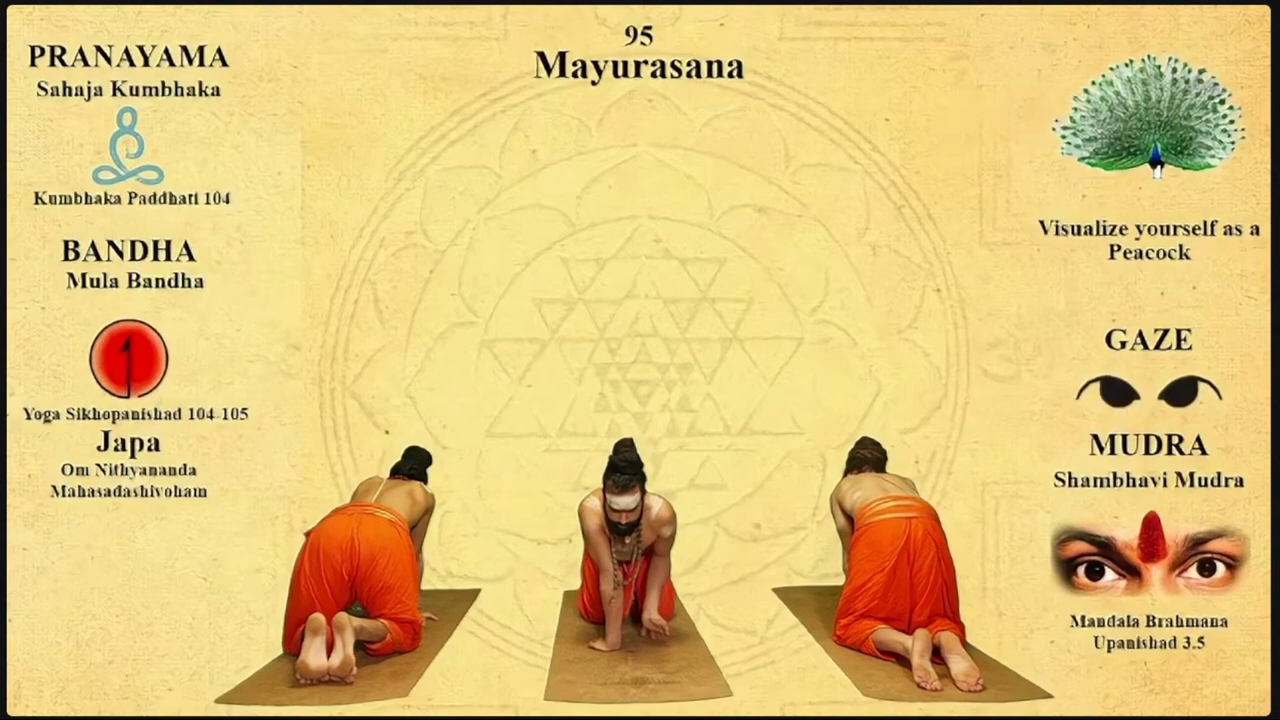 95
Mayurasana
PRANAYAMA
Sahaja Kumbhaka
Kumbhaka Paddhati 104
BANDHA
Mula Bandha
Yoga Sikhopanishad 104-105
Japa
Om Nithyananda
Mahasadashivoham
Visualize yourself as a
Peacock
GAZE
MUDRA
Shambhavi Mudra
Mandala Brahmana
Upanishad 3.5